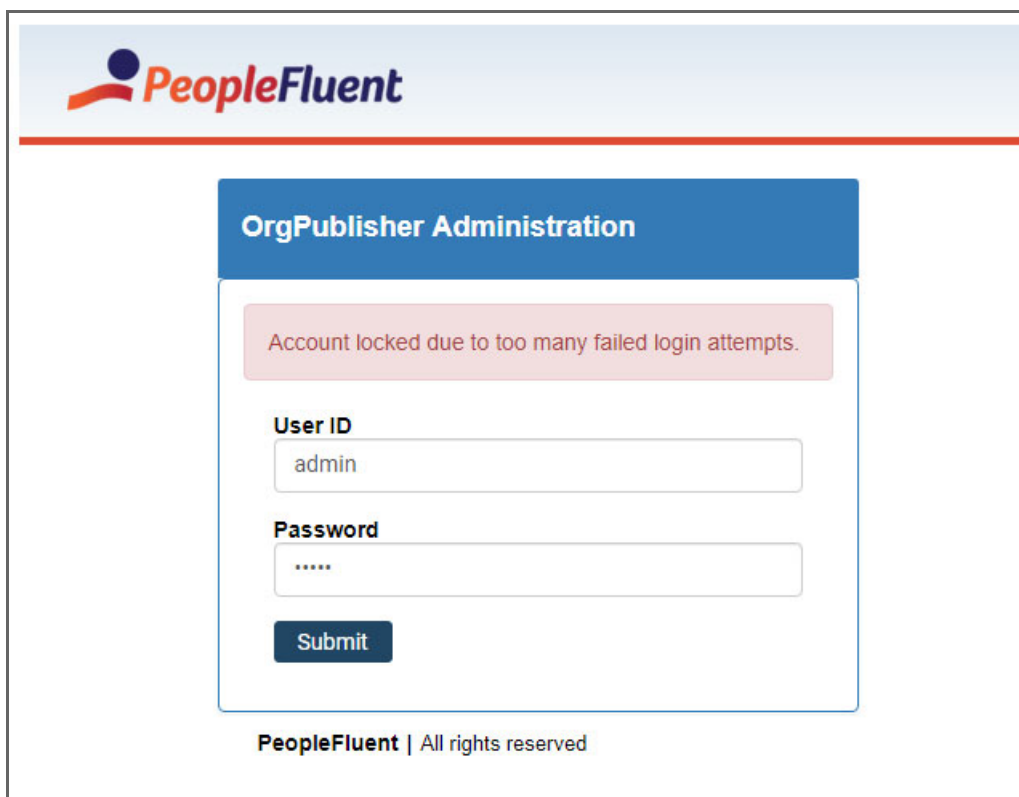 PeopleFluent
OrgPublisher Administration
Account locked due to too many failed login attempts.
User ID
admin
Password
•••••
Submit
PeopleFluent | All rights reserved